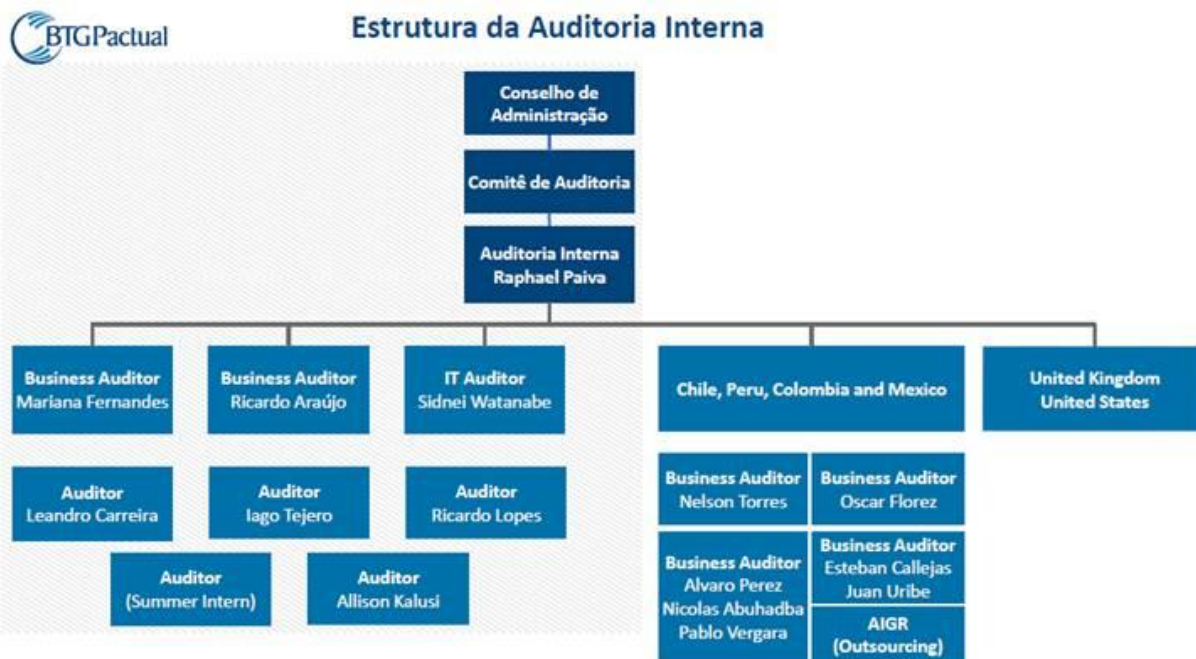 BTGPactual
Estrutura da Auditoria Interna
Conselho de
Administração
Comitê de Auditoria
Auditoria Interna
Raphael Paiva
Business Auditor
Mariana Fernandes
Business Auditor
Ricardo Araújo
IT Auditor
Sidnei Watanabe
Chile, Peru, Colombia and Mexico
United Kingdom
United States
Auditor
Leandro Carreira
Auditor
Iago Tejero
Auditor
Ricardo Lopes
Auditor
(Summer Intern)
Auditor
Allison Kalusi
Business Auditor
Nelson Torres
Business Auditor
Oscar Florez
Business Auditor
Alvaro Perez
Nicolas Abuhadba
Pablo Vergara
Business Auditor
Esteban Callejas
Juan Uribe
AIGR
(Outsourcing)